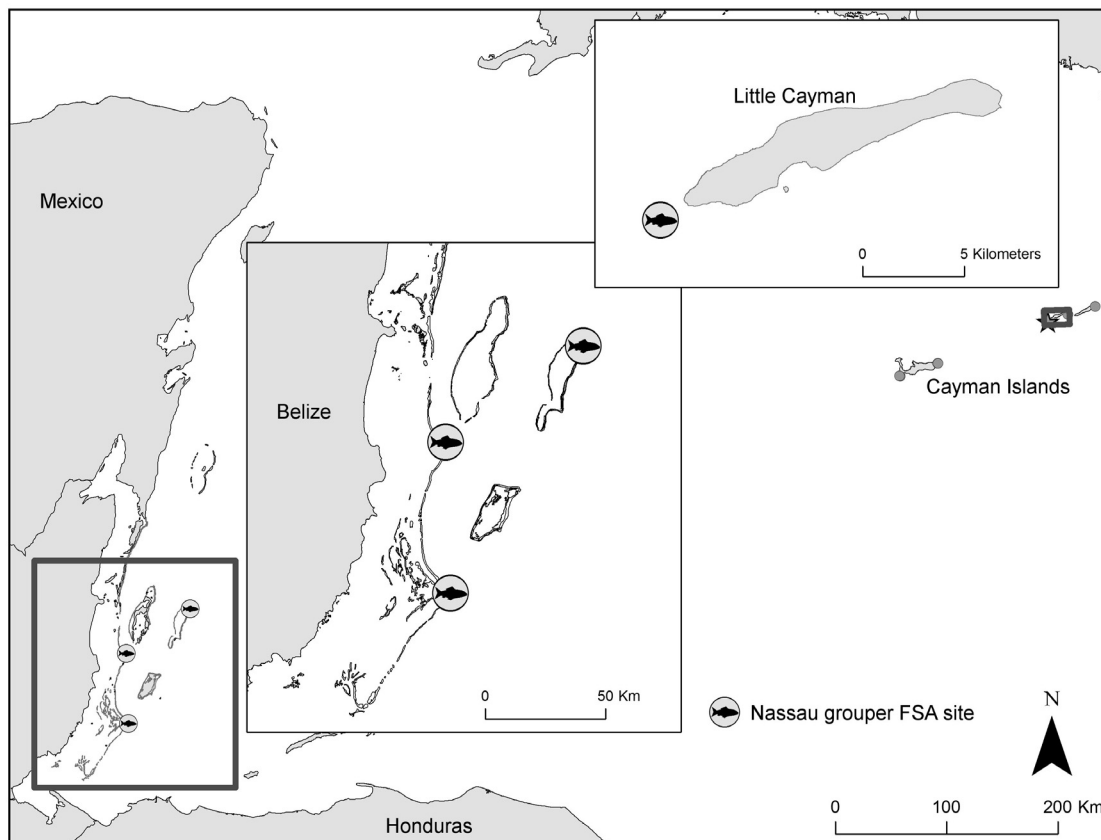 Little Cayman
Mexico
0 5 Kilometers
Cayman Islands
Belize
0 50 Km
Nassau grouper FSA site
N
0 100 200 Km
Honduras